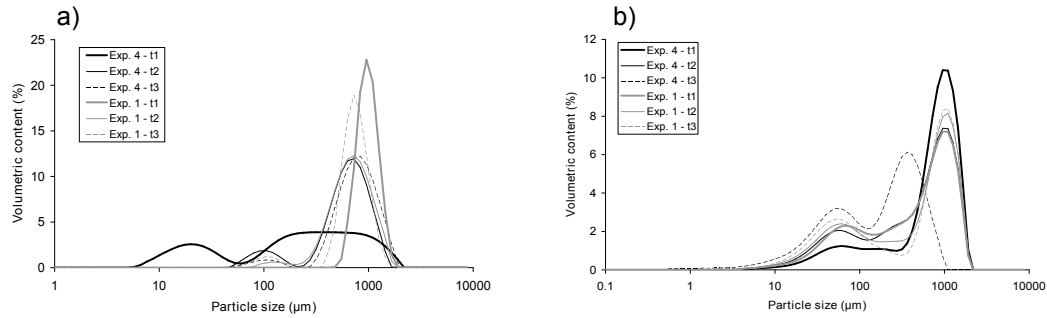 a)
25
20
15
10
5
0
Volumetric content (%)
Exp. 4 - t1
Exp. 4 - t2
Exp. 4 - t3
Exp. 1 - t1
Exp. 1 - t2
Exp. 1 - t3
1 10 100 1000 10000
Particle size (μm)
b)
12
10
8
6
4
2
0
Volumetric content (%)
Exp. 4 - t1
Exp. 4 - t2
Exp. 4 - t3
Exp. 1 - t1
Exp. 1 - t2
Exp. 1 - t3
0.1 1 10 100 1000 10000
Particle size (μm)